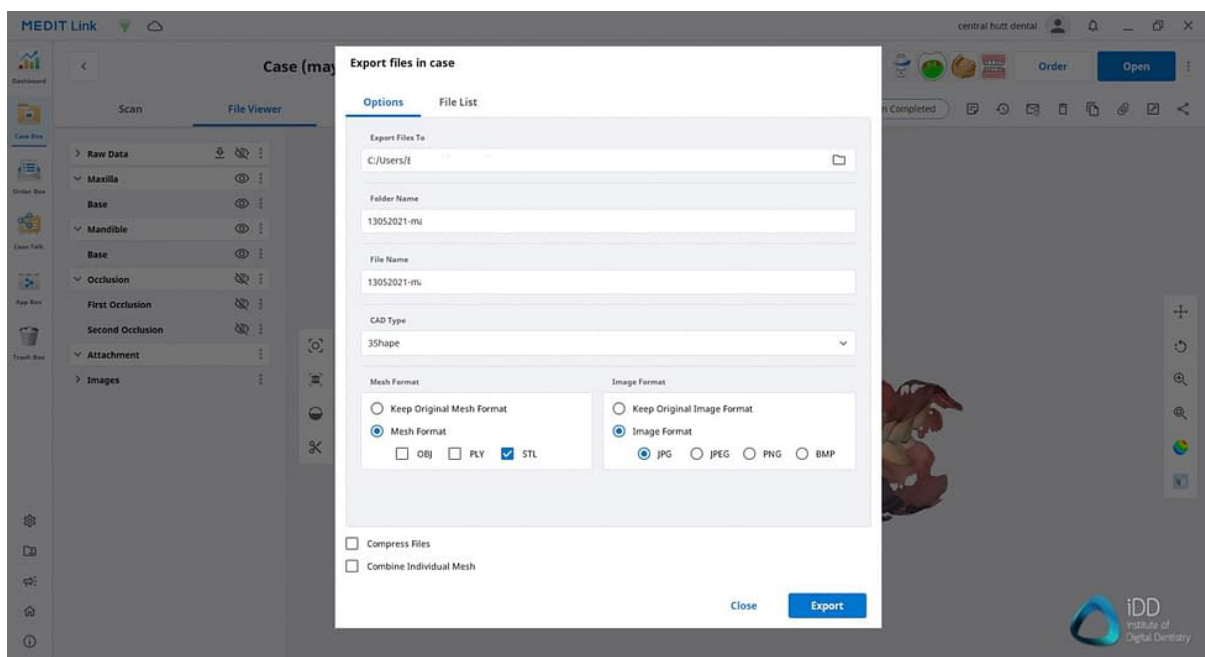 MEDIT Link
central hutt dental
Dashboard
Case (may
Order
Open
Scan
File Viewer
n Completed
Case Box
Raw Data
Maxilla
Base
Order Box
Mandible
Base
Case Talk
Occlusion
First Occlusion
App Box
Second Occlusion
Attachment
Trash Box
Images
Export files in case
Options
File List
Export Files To
C:/Users/
Folder Name
13052021-ma
File Name
13052021-ma
CAD Type
3Shape
Mesh Format
Keep Original Mesh Format
Mesh Format
OBJ PLY STL
Image Format
Keep Original Image Format
Image Format
JPG JPEG PNG BMP
Compress Files
Combine Individual Mesh
Close
Export
iDD
Institute of
Digital Dentistry